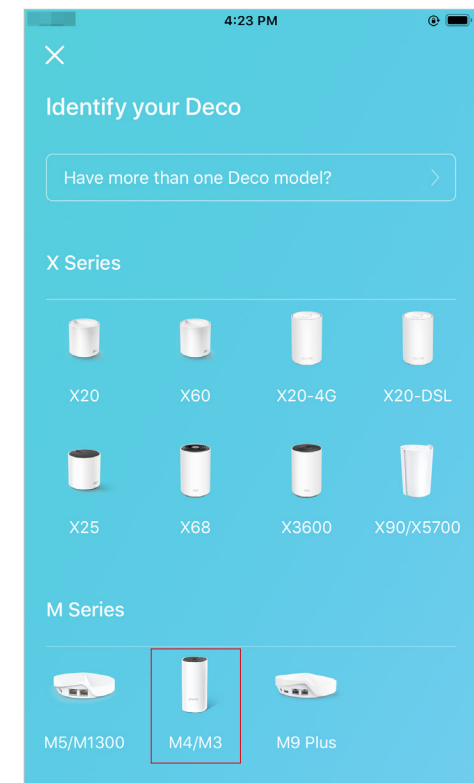 4:23 PM
Identify your Deco
Have more than one Deco model?
X Series
X20 X60 X20-4G X20-DSL
X25 X68 X3600 X90/X5700
M Series
M5/M1300 M4/M3 M9 Plus